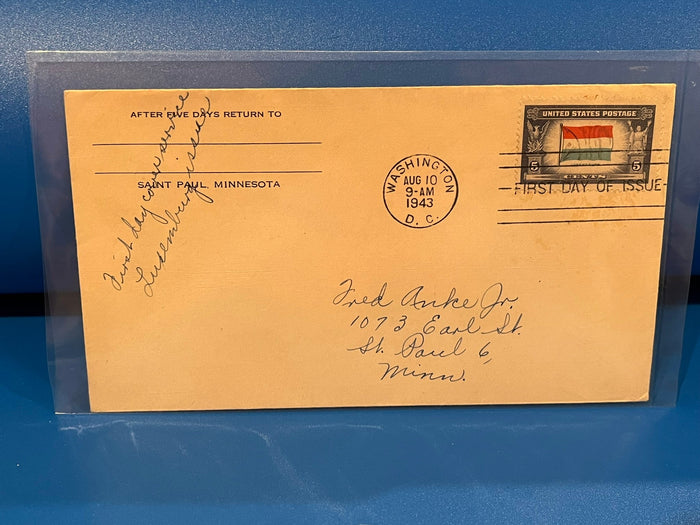 AFTER FIVE DAYS RETURN TO
SAINT PAUL, MINNESOTA
First day cover service
Luxemburg issue
WASHINGTON
AUG 10
9-AM
1943
D. C.
UNITED STATES POSTAGE
5 5
CENTS
FIRST DAY OF ISSUE
Fred Anke Jr.
1073 Earl St.
St. Paul 6,
Minn.